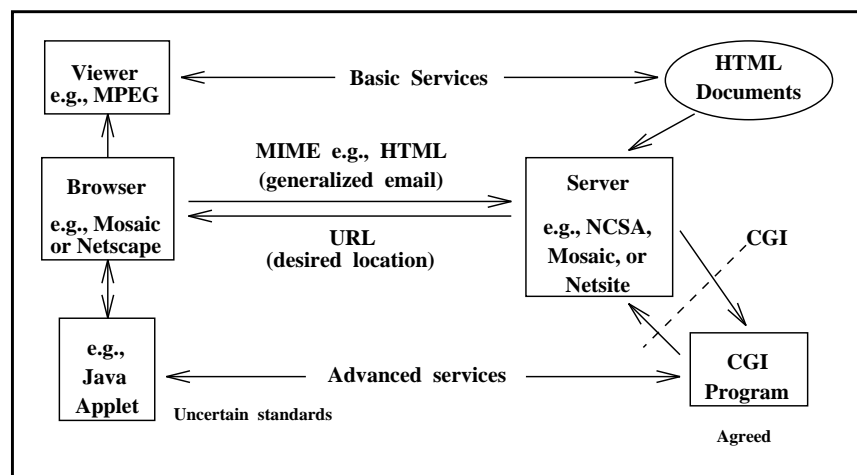 Viewer
e.g., MPEG
Basic Services
HTML
Documents
MIME e.g., HTML
(generalized email)
Browser
e.g., Mosaic
or Netscape
URL
(desired location)
Server
e.g., NCSA,
Mosaic, or
Netsite
CGI
e.g.,
Java
Applet
Advanced services
CGI
Program
Uncertain standards
Agreed